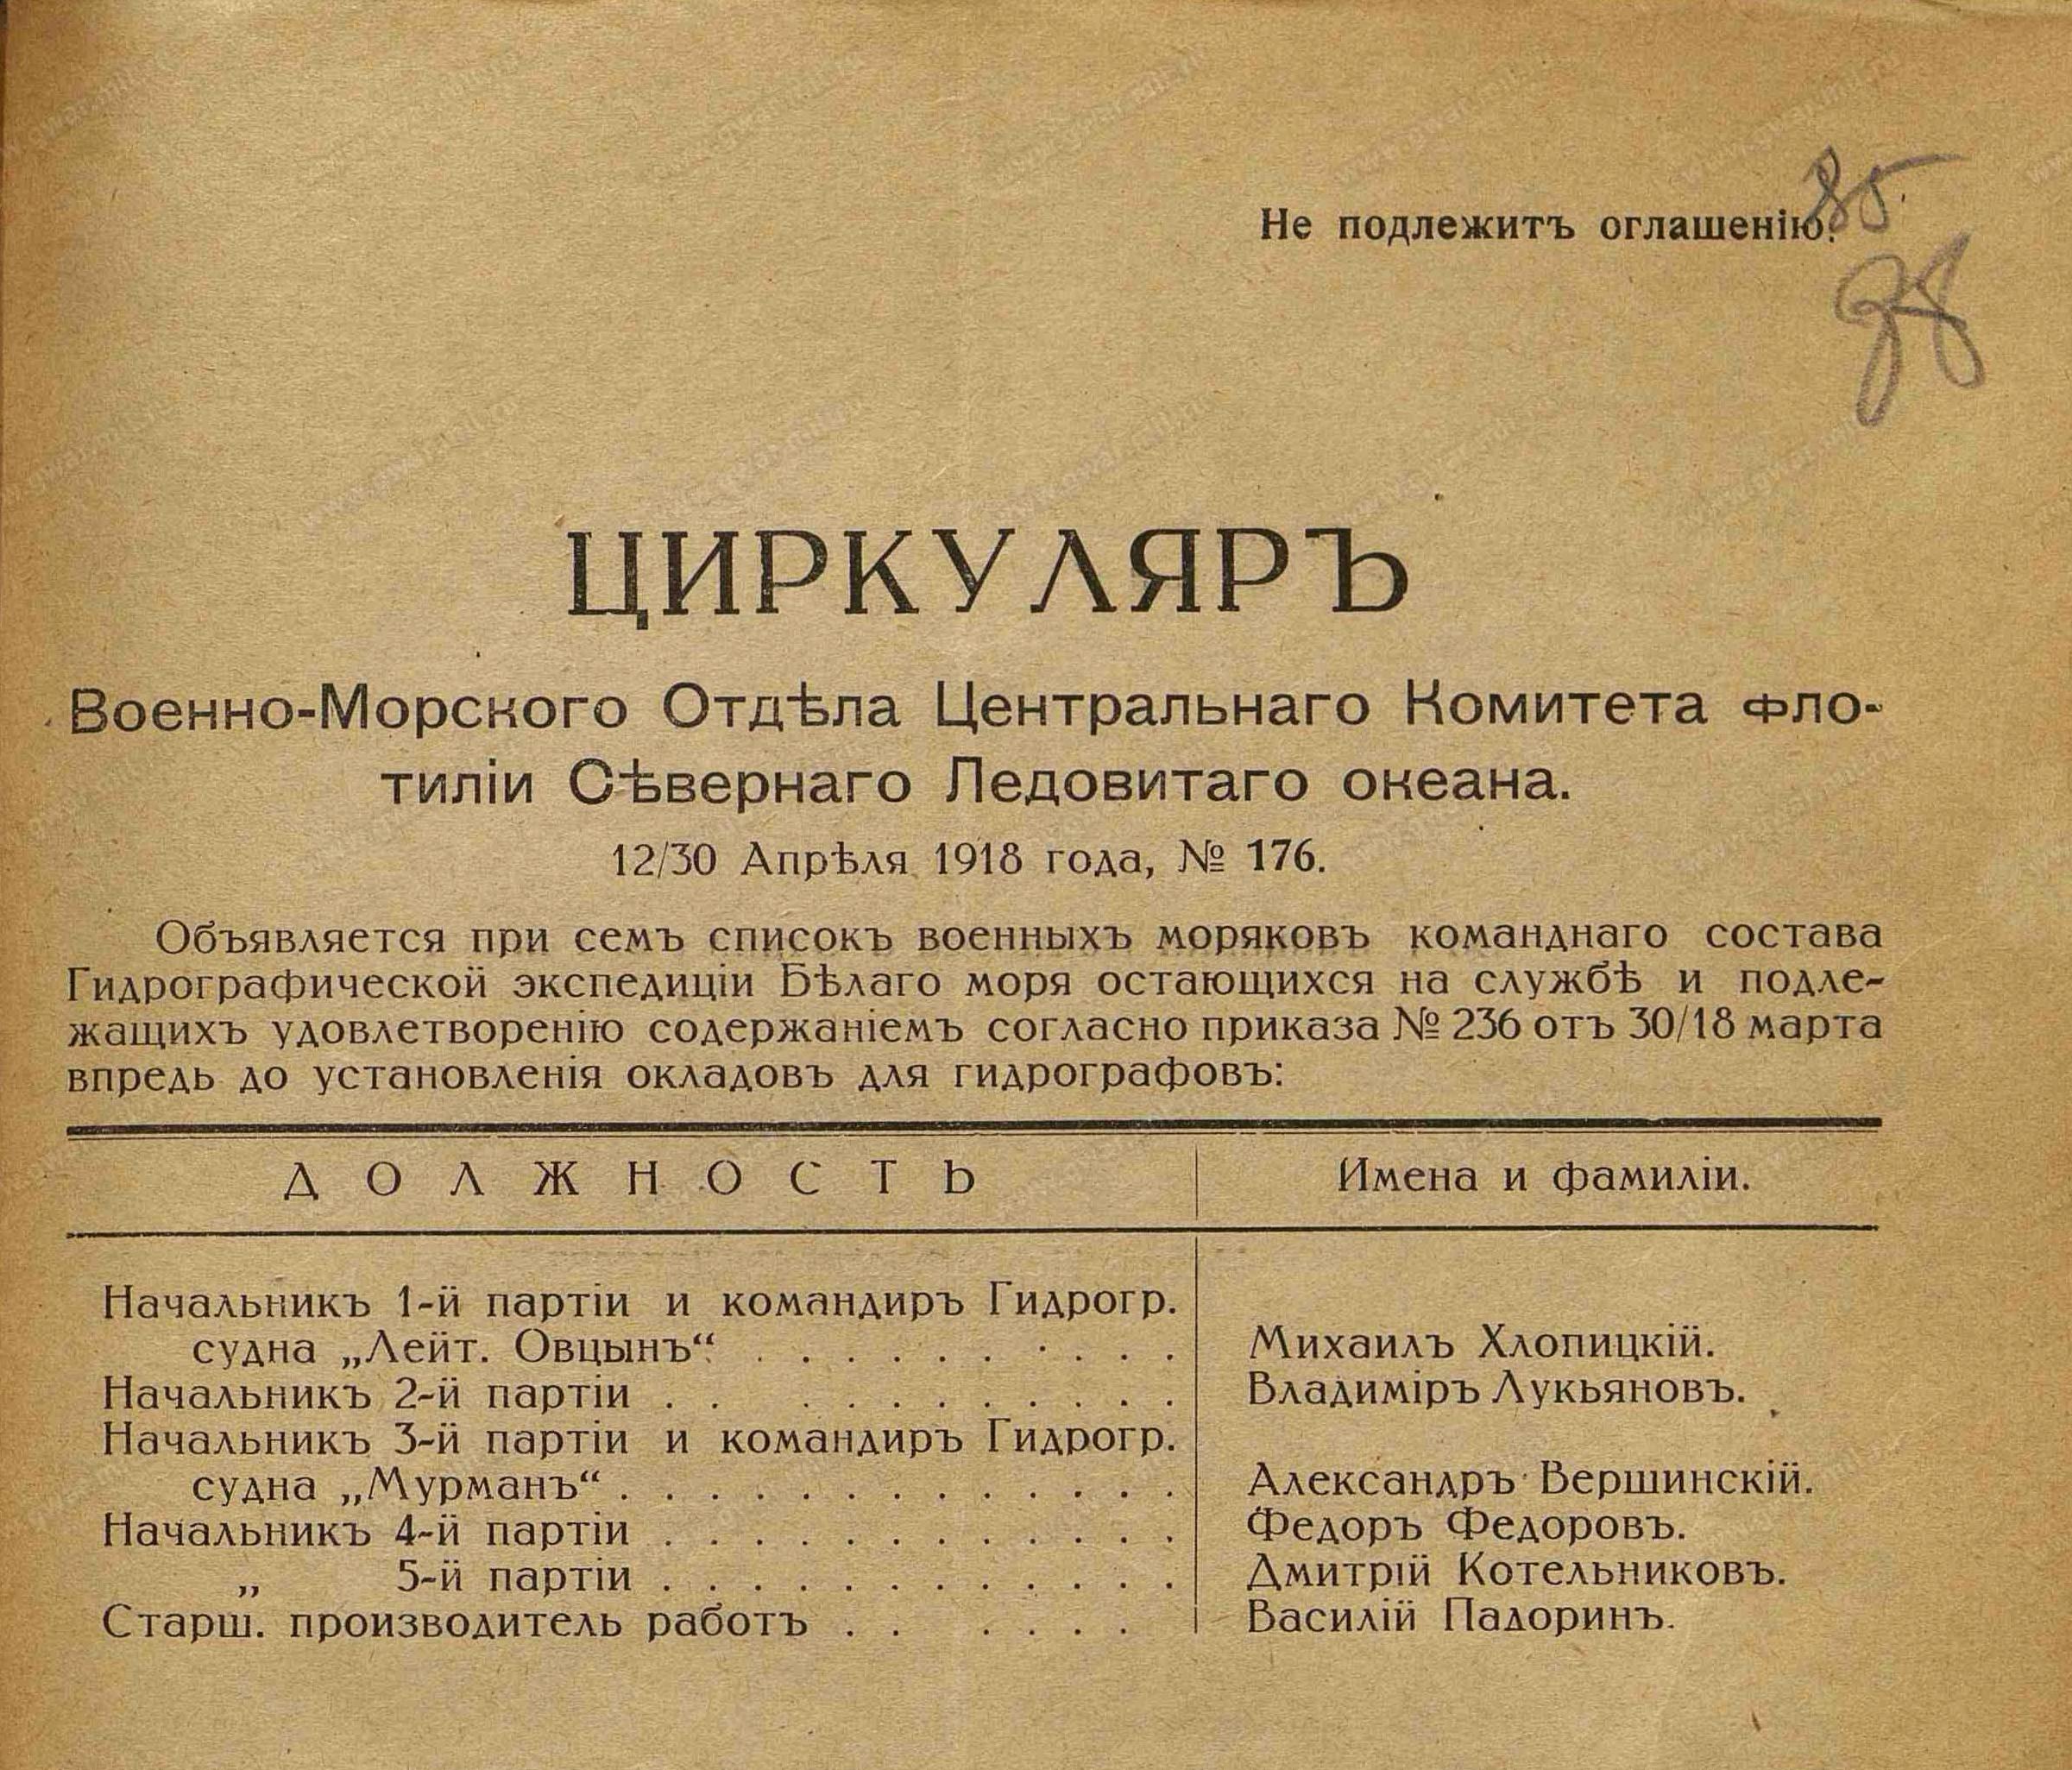 Не подлежитъ оглашенію.
85
98
ЦИРКУЛЯРЪ
Военно-Морского Отдѣла Центральнаго Комитета Фло-
тиліи Сѣвернаго Ледовитаго океана.
12/30 Апрѣля 1918 года, № 176.
Объявляется при семъ списокъ военныхъ моряковъ команднаго состава
Гидрографической экспедиціи Бѣлаго моря остающихся на службѣ и подле-
жащихъ удовлетворенію содержаніемъ согласно приказа № 236 отъ 30/18 марта
впредь до установленія окладовъ для гидрографовъ:
ДОЛЖНОСТЬ Имена и фамиліи.
Начальникъ 1-й партіи и командиръ Гидрогр.
судна „Лейт. Овцынъ“ . . . . . . . . . . Михаилъ Хлопицкій.
Начальникъ 2-й партіи . . . . . . . . . . . Владиміръ Лукьяновъ.
Начальникъ 3-й партіи и командиръ Гидрогр.
судна „Мурманъ“ . . . . . . . . . . . . . Александръ Вершинскій.
Начальникъ 4-й партіи . . . . . . . . . . . . Федоръ Федоровъ.
„ 5-й партіи . . . . . . . . . . . . Дмитрій Котельниковъ.
Старш. производитель работъ . . . . . . Василій Падоринъ.